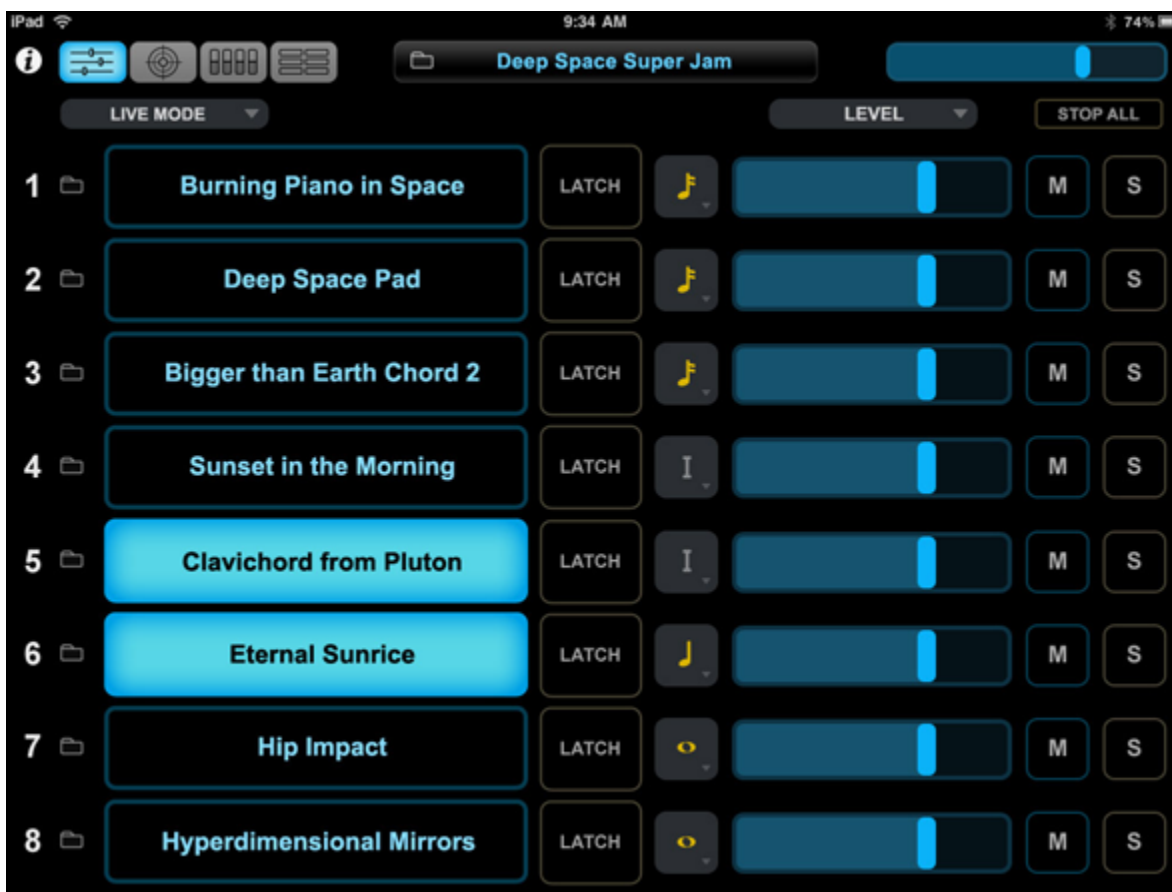 iPad 9:34 AM 74%
i Deep Space Super Jam
LIVE MODE LEVEL STOP ALL
1 Burning Piano in Space LATCH M S
2 Deep Space Pad LATCH M S
3 Bigger than Earth Chord 2 LATCH M S
4 Sunset in the Morning LATCH I M S
5 Clavichord from Pluton LATCH I M S
6 Eternal Sunrice LATCH M S
7 Hip Impact LATCH M S
8 Hyperdimensional Mirrors LATCH M S